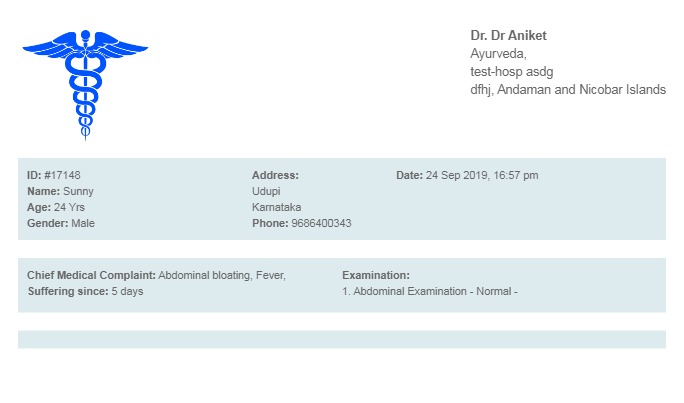 Dr. Dr Aniket
Ayurveda,
test-hosp asdg
dfhj, Andaman and Nicobar Islands
ID: #17148
Name: Sunny
Age: 24 Yrs
Gender: Male
Address:
Udupi
Karnataka
Phone: 9686400343
Date: 24 Sep 2019, 16:57 pm
Chief Medical Complaint: Abdominal bloating, Fever,
Suffering since: 5 days
Examination:
1. Abdominal Examination - Normal -